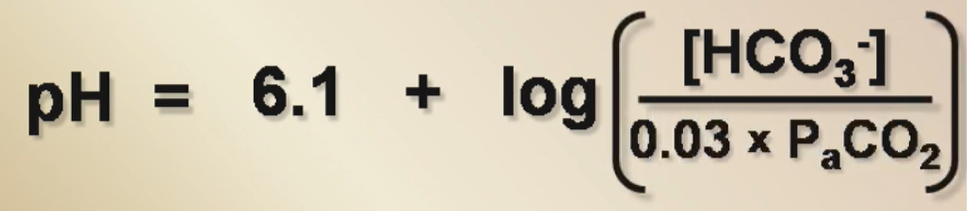 pH = 6.1 + log([HCO₃⁻] / 0.03 x PₐCO₂)